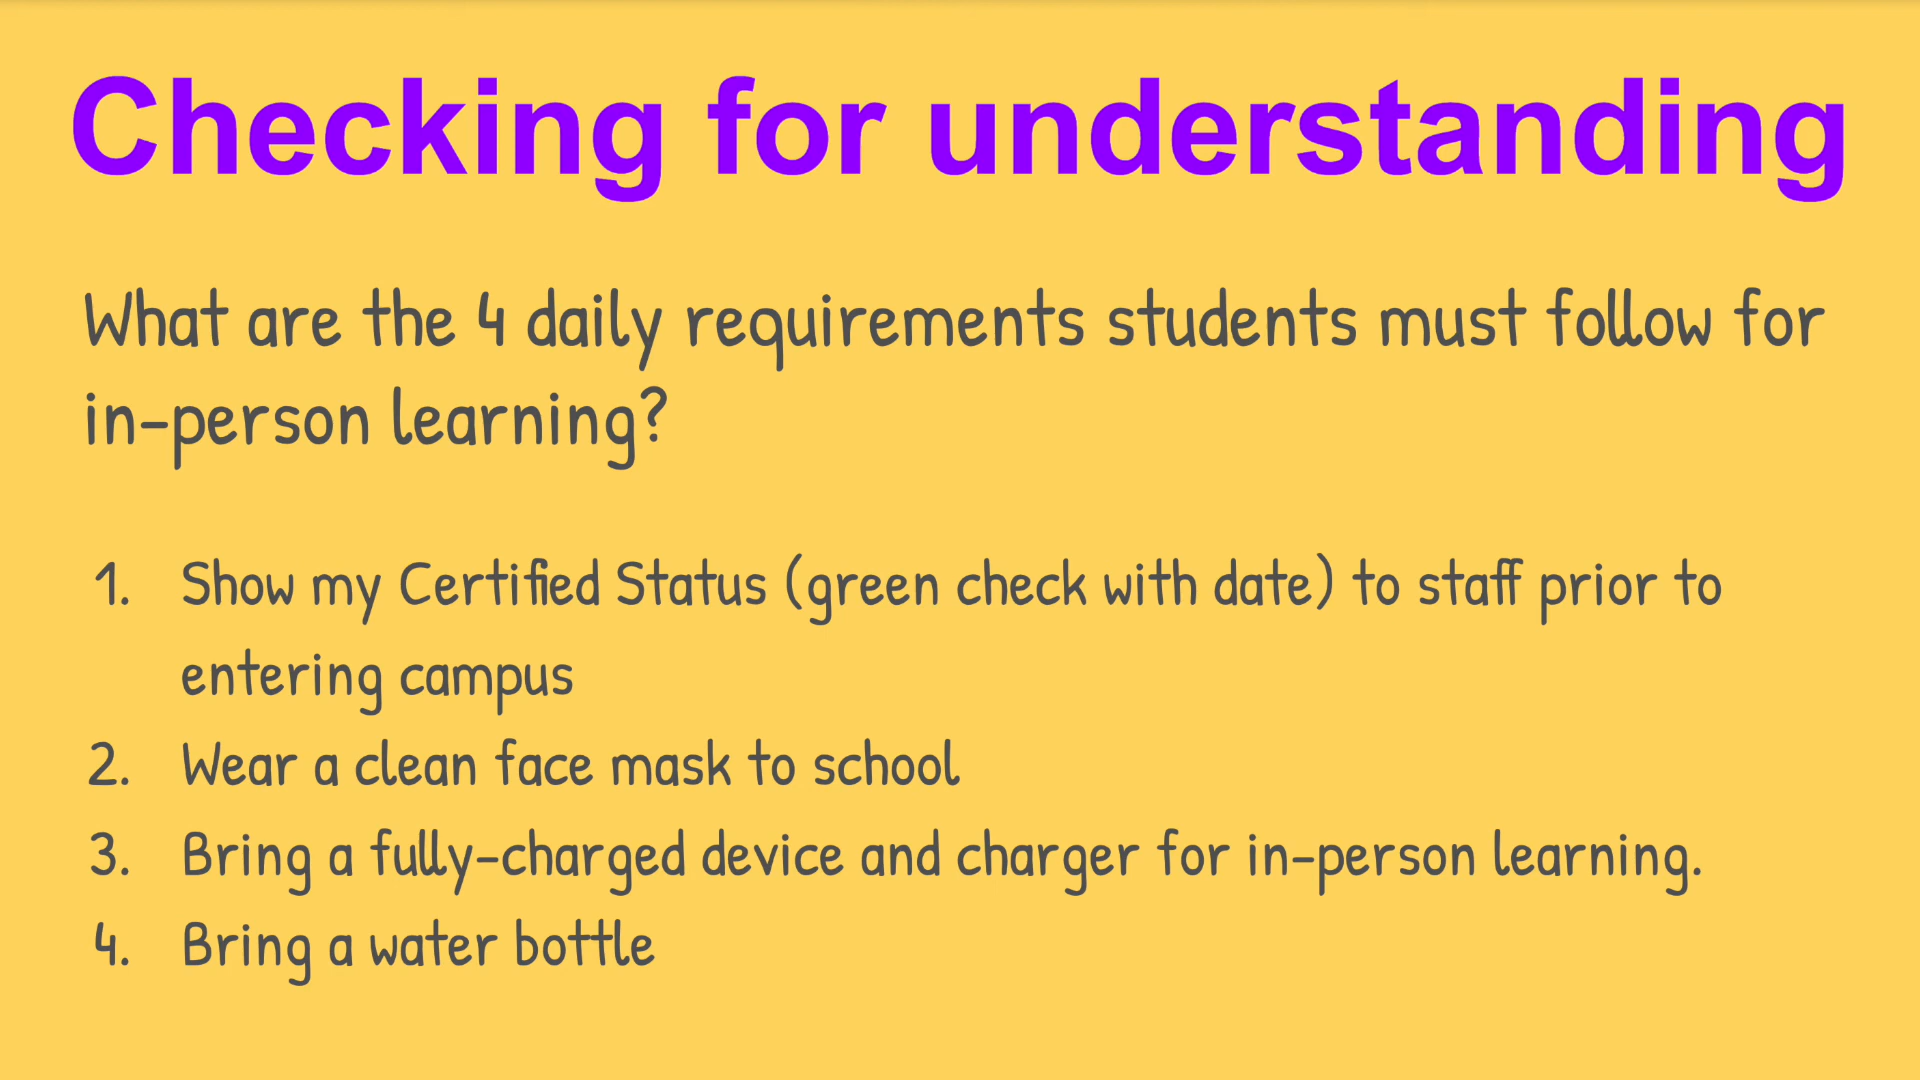 Checking for understanding
What are the 4 daily requirements students must follow for
in-person learning?
1. Show my Certified Status (green check with date) to staff prior to
entering campus
2. Wear a clean face mask to school
3. Bring a fully-charged device and charger for in-person learning.
4. Bring a water bottle